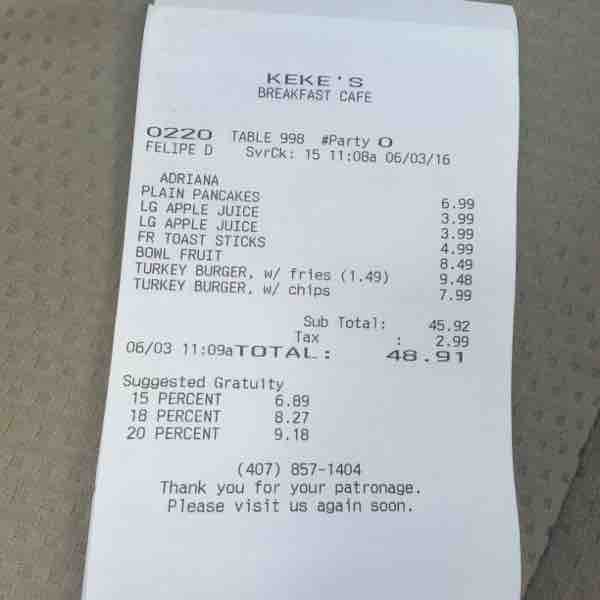 KEKE'S
BREAKFAST CAFE
0220 TABLE 998 #Party 0
FELIPE D SvrCk: 15 11:08a 06/03/16
ADRIANA
PLAIN PANCAKES 6.99
LG APPLE JUICE 3.99
LG APPLE JUICE 3.99
FR TOAST STICKS 4.99
BOWL FRUIT 8.49
TURKEY BURGER, w/ fries (1.49) 9.48
TURKEY BURGER, w/ chips 7.99
Sub Total: 45.92
Tax : 2.99
06/03 11:09a TOTAL: 48.91
Suggested Gratuity
15 PERCENT 6.89
18 PERCENT 8.27
20 PERCENT 9.18
(407) 857-1404
Thank you for your patronage.
Please visit us again soon.